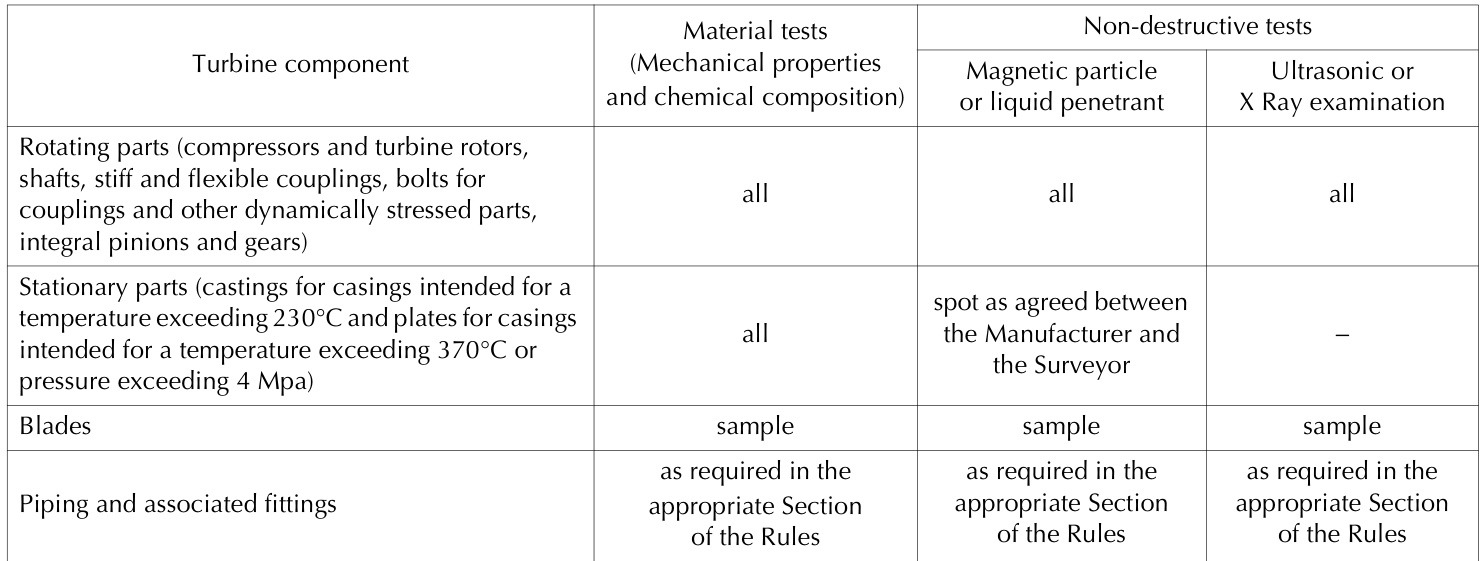 Turbine component
Material tests
(Mechanical properties
and chemical composition)
Non-destructive tests
Magnetic particle
or liquid penetrant
Ultrasonic or
X Ray examination
Rotating parts (compressors and turbine rotors,
shafts, stiff and flexible couplings, bolts for
couplings and other dynamically stressed parts,
integral pinions and gears)
all
all
all
Stationary parts (castings for casings intended for a
temperature exceeding 230°C and plates for casings
intended for a temperature exceeding 370°C or
pressure exceeding 4 Mpa)
all
spot as agreed between
the Manufacturer and
the Surveyor
–
Blades
sample
sample
sample
Piping and associated fittings
as required in the
appropriate Section
of the Rules
as required in the
appropriate Section
of the Rules
as required in the
appropriate Section
of the Rules